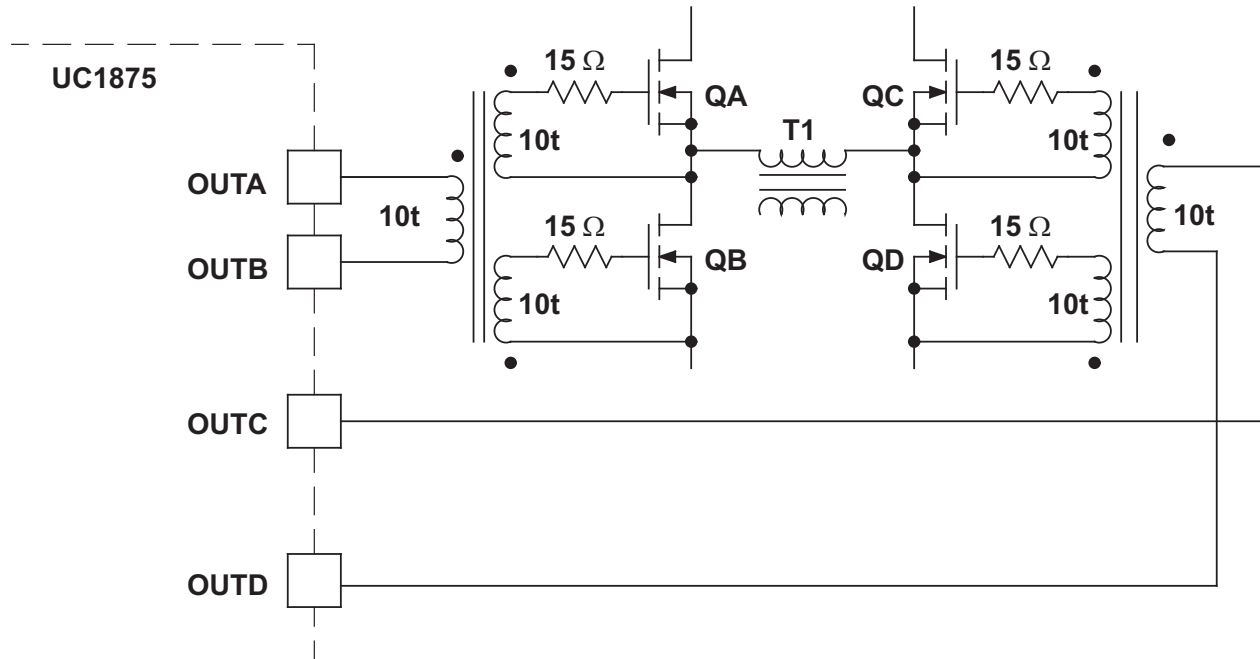 UC1875
15 Ω
15 Ω
QA
QC
T1
10t
10t
OUTA
10t
15 Ω
15 Ω
10t
OUTB
QB
QD
10t
10t
OUTC
OUTD